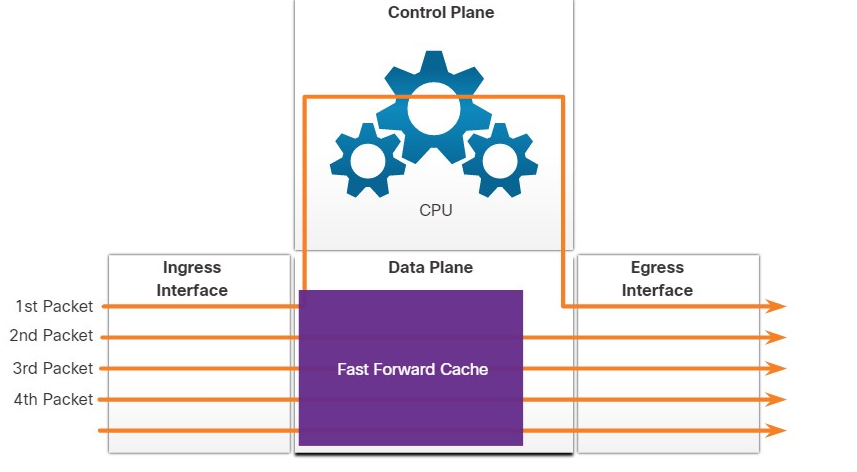 Control Plane
CPU
Ingress
Interface
Data Plane
Egress
Interface
1st Packet
2nd Packet
3rd Packet
4th Packet
Fast Forward Cache